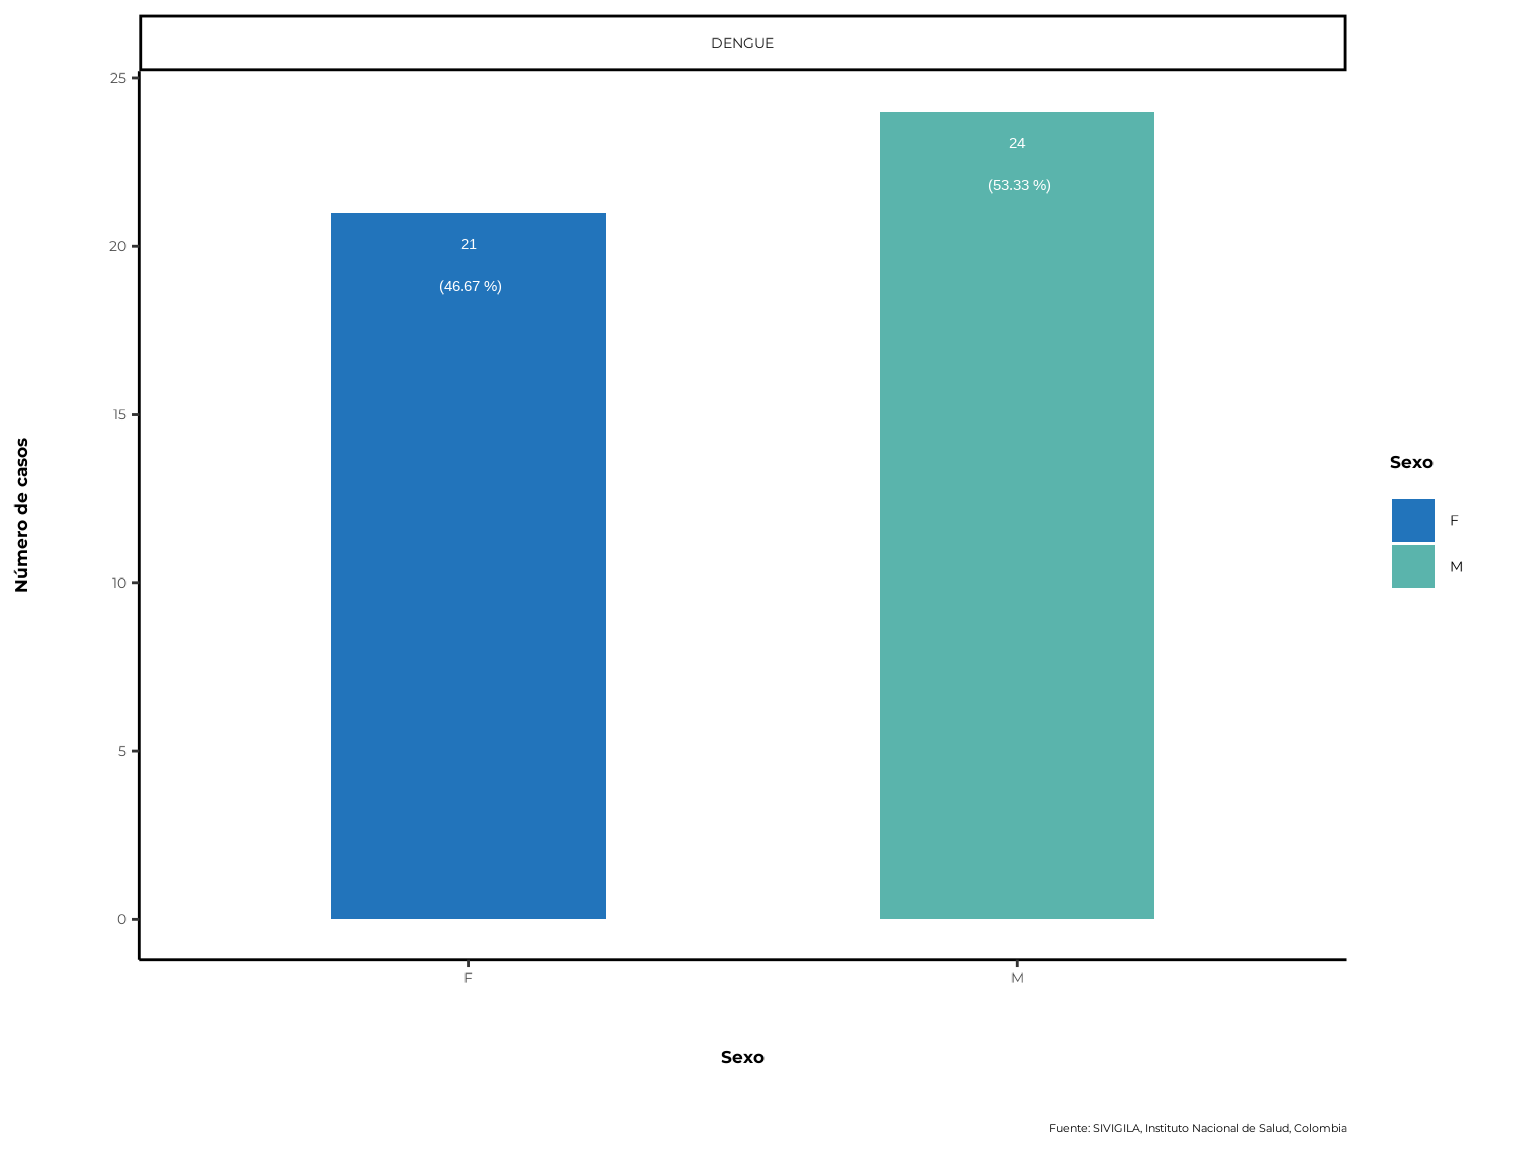 DENGUE
25
20
15
10
5
0
Número de casos
24
(53.33 %)
21
(46.67 %)
F
M
Sexo
Sexo
F
M
Fuente: SIVIGILA, Instituto Nacional de Salud, Colombia